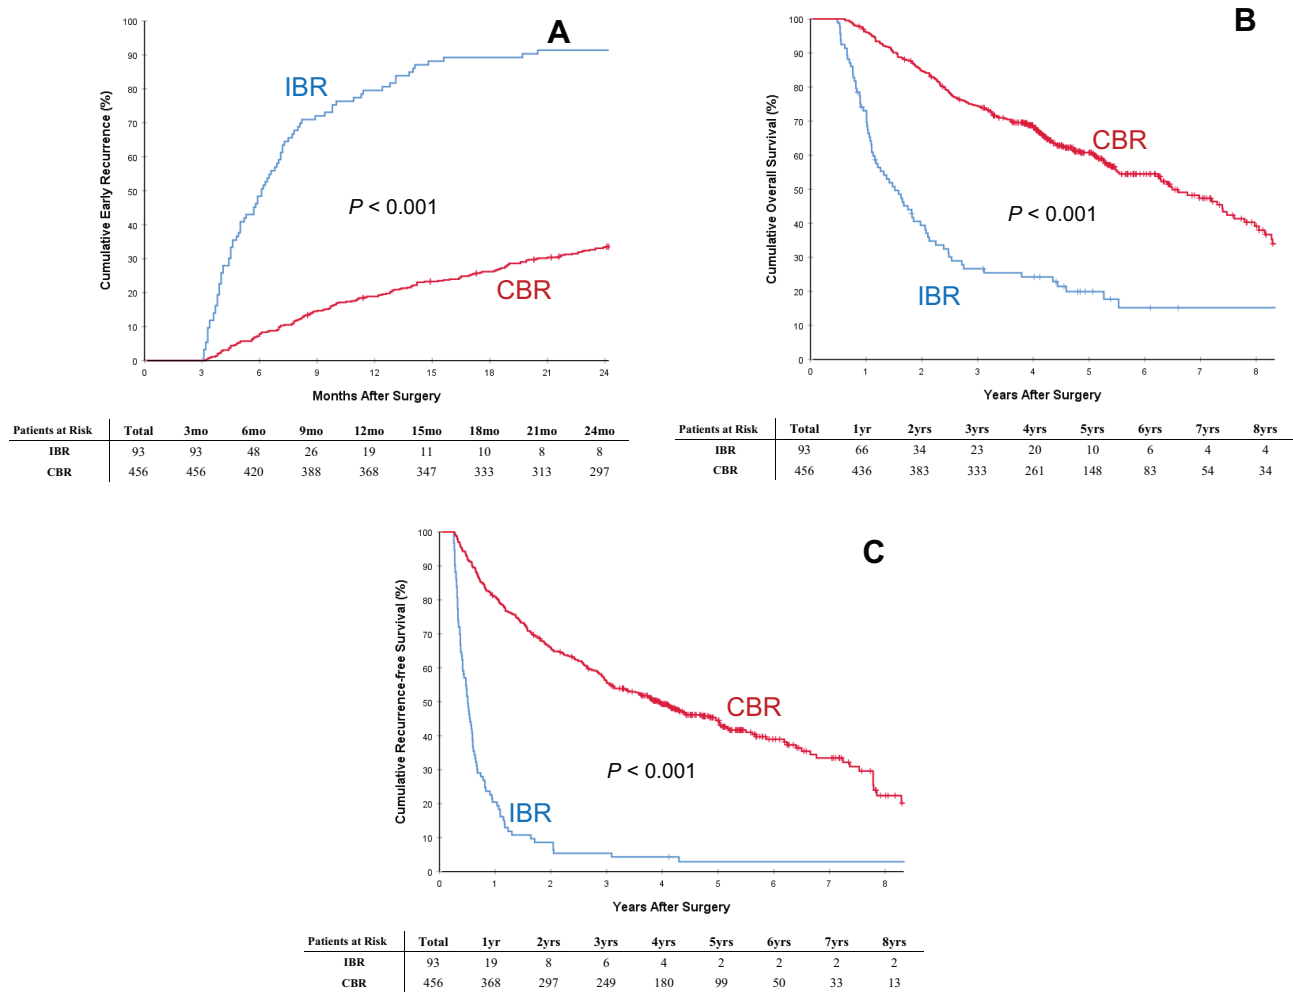 A
Cumulative Early Recurrence (%)
100
90
80
70
60
50
40
30
20
10
0
IBR
P < 0.001
CBR
0 3 6 9 12 15 18 21 24
Months After Surgery
Patients at Risk Total 3mo 6mo 9mo 12mo 15mo 18mo 21mo 24mo
IBR 93 93 48 26 19 11 10 8 8
CBR 456 456 420 388 368 347 333 313 297
B
Cumulative Overall Survival (%)
100
90
80
70
60
50
40
30
20
10
0
CBR
P < 0.001
IBR
0 1 2 3 4 5 6 7 8
Years After Surgery
Patients at Risk Total 1yr 2yrs 3yrs 4yrs 5yrs 6yrs 7yrs 8yrs
IBR 93 66 34 23 20 10 6 4 4
CBR 456 436 383 333 261 148 83 54 34
C
Cumulative Recurrence-free Survival (%)
100
90
80
70
60
50
40
30
20
10
0
CBR
P < 0.001
IBR
0 1 2 3 4 5 6 7 8
Years After Surgery
Patients at Risk Total 1yr 2yrs 3yrs 4yrs 5yrs 6yrs 7yrs 8yrs
IBR 93 19 8 6 4 2 2 2 2
CBR 456 368 297 249 180 99 50 33 13